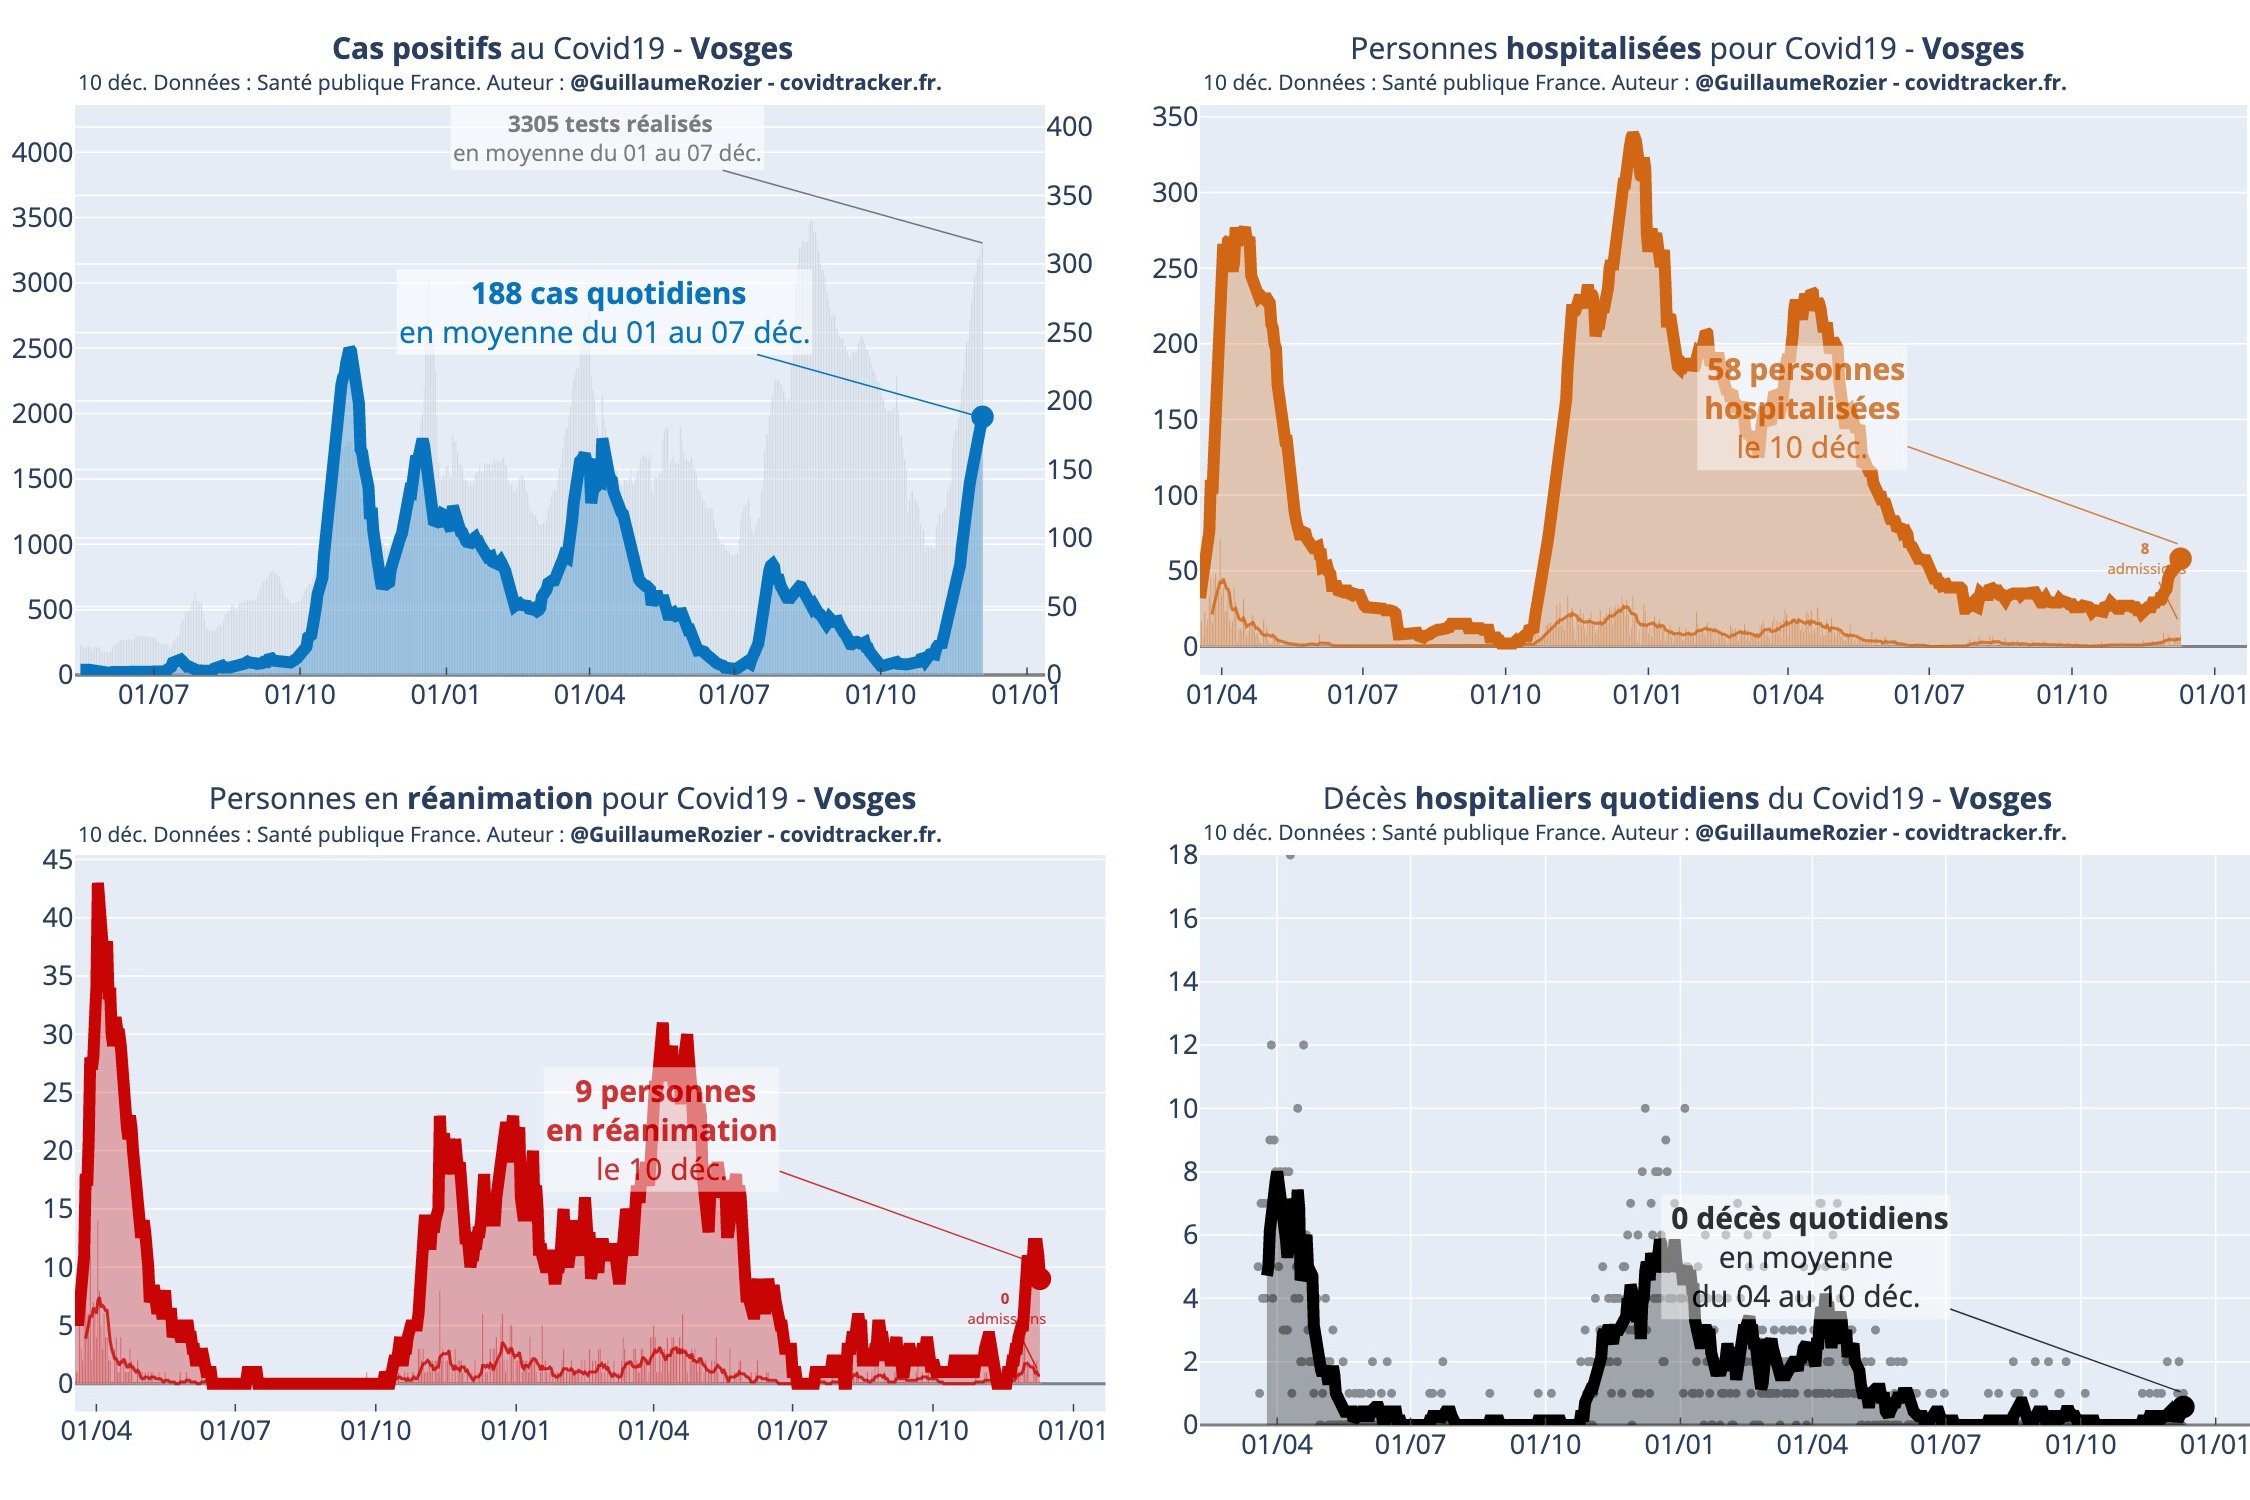 Cas positifs au Covid19 - Vosges
10 déc. Données : Santé publique France. Auteur : @GuillaumeRozier - covidtracker.fr.
3305 tests réalisés
en moyenne du 01 au 07 déc.
188 cas quotidiens
en moyenne du 01 au 07 déc.
4000
3500
3000
2500
2000
1500
1000
500
0
400
350
300
250
200
150
100
50
0
01/07 01/10 01/01 01/04 01/07 01/10 01/01
Personnes hospitalisées pour Covid19 - Vosges
10 déc. Données : Santé publique France. Auteur : @GuillaumeRozier - covidtracker.fr.
350
300
250
200
150
100
50
0
58 personnes
hospitalisées
le 10 déc.
8
admissions
01/04 01/07 01/10 01/01 01/04 01/07 01/10 01/01
Personnes en réanimation pour Covid19 - Vosges
10 déc. Données : Santé publique France. Auteur : @GuillaumeRozier - covidtracker.fr.
45
40
35
30
25
20
15
10
5
0
9 personnes
en réanimation
le 10 déc.
0
admissions
01/04 01/07 01/10 01/01 01/04 01/07 01/10 01/01
Décès hospitaliers quotidiens du Covid19 - Vosges
10 déc. Données : Santé publique France. Auteur : @GuillaumeRozier - covidtracker.fr.
18
16
14
12
10
8
6
4
2
0
0 décès quotidiens
en moyenne
du 04 au 10 déc.
01/04 01/07 01/10 01/01 01/04 01/07 01/10 01/01